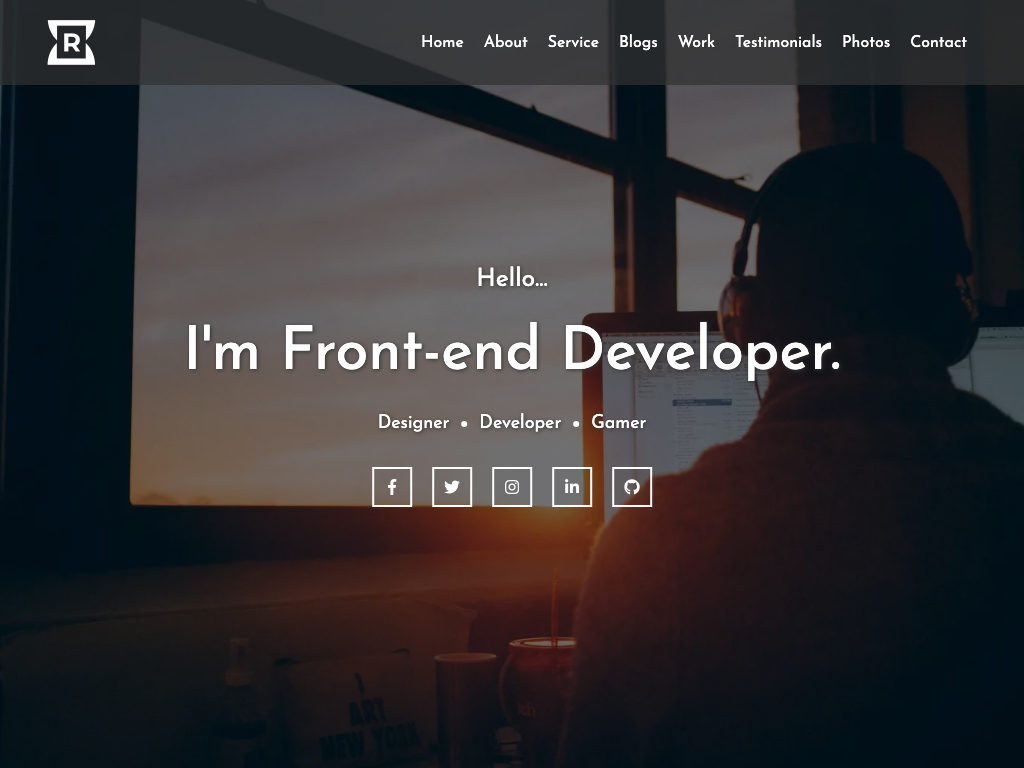 R
Home About Service Blogs Work Testimonials Photos Contact
Hello...
I'm Front-end Developer.
Designer • Developer • Gamer
ART
NEW YORK